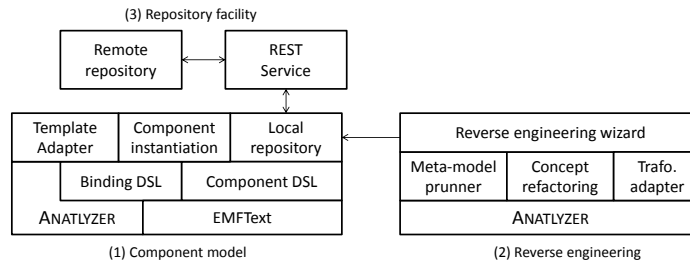 (3) Repository facility
Remote
repository
REST
Service
Template
Adapter
Component
instantiation
Local
repository
Reverse engineering wizard
Binding DSL
Component DSL
Meta-model
prunner
Concept
refactoring
Trafo.
adapter
ANATLYZER
EMFText
ANATLYZER
(1) Component model
(2) Reverse engineering